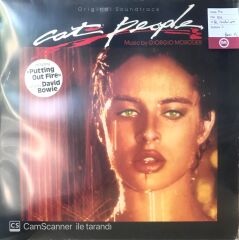 Original Soundtrack
cat people
Music by GIORGIO MORODER
"Putting
Out Fire"
David
Bowie
CS CamScanner ile tarandı